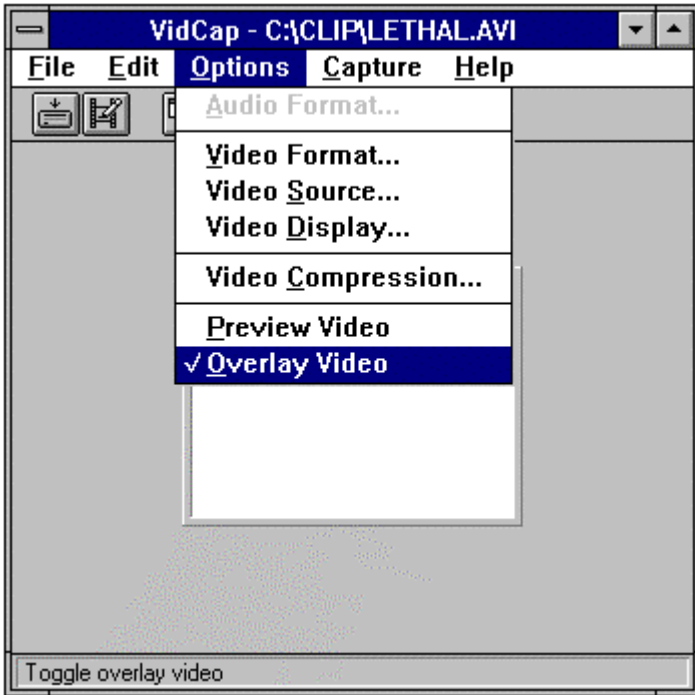 VidCap - C:\CLIP\LETHAL.AVI
File Edit Options Capture Help
Audio Format...
Video Format...
Video Source...
Video Display...
Video Compression...
Preview Video
√ Overlay Video
Toggle overlay video